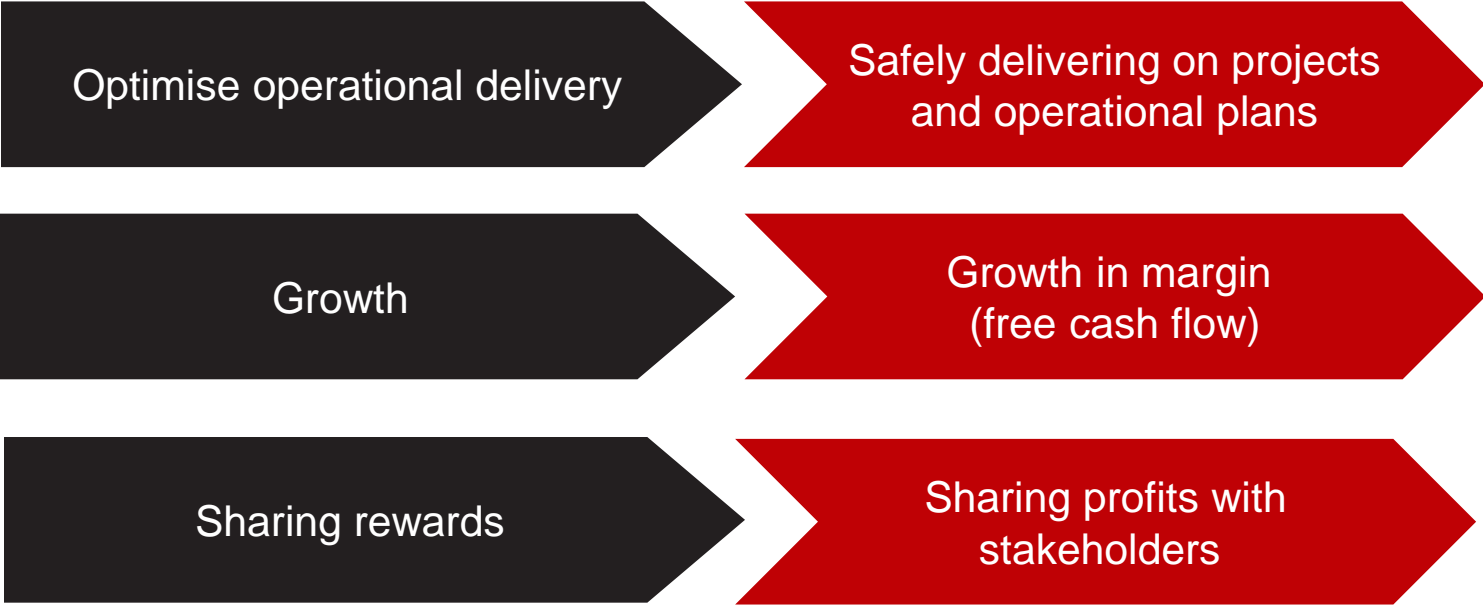 Optimise operational delivery
Safely delivering on projects
and operational plans
Growth
Growth in margin
(free cash flow)
Sharing rewards
Sharing profits with
stakeholders